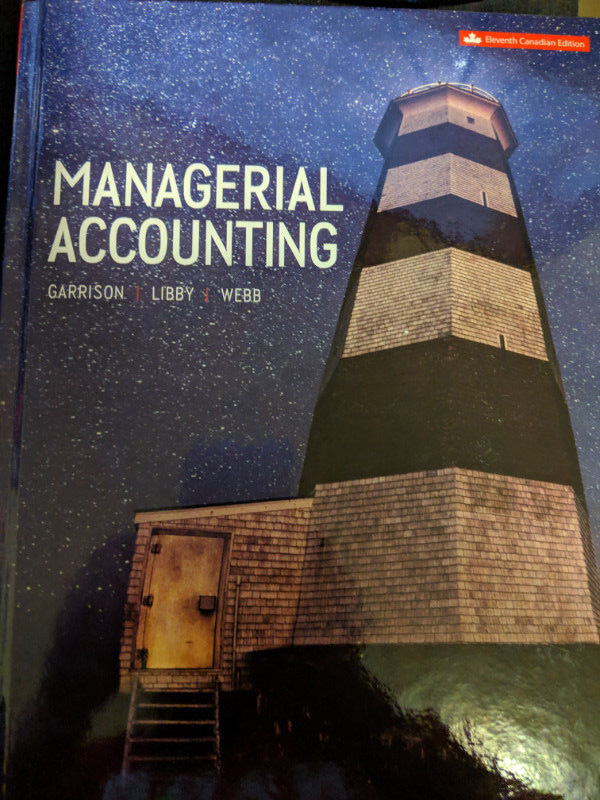 Eleventh Canadian Edition
MANAGERIAL
ACCOUNTING
GARRISON | LIBBY | WEBB